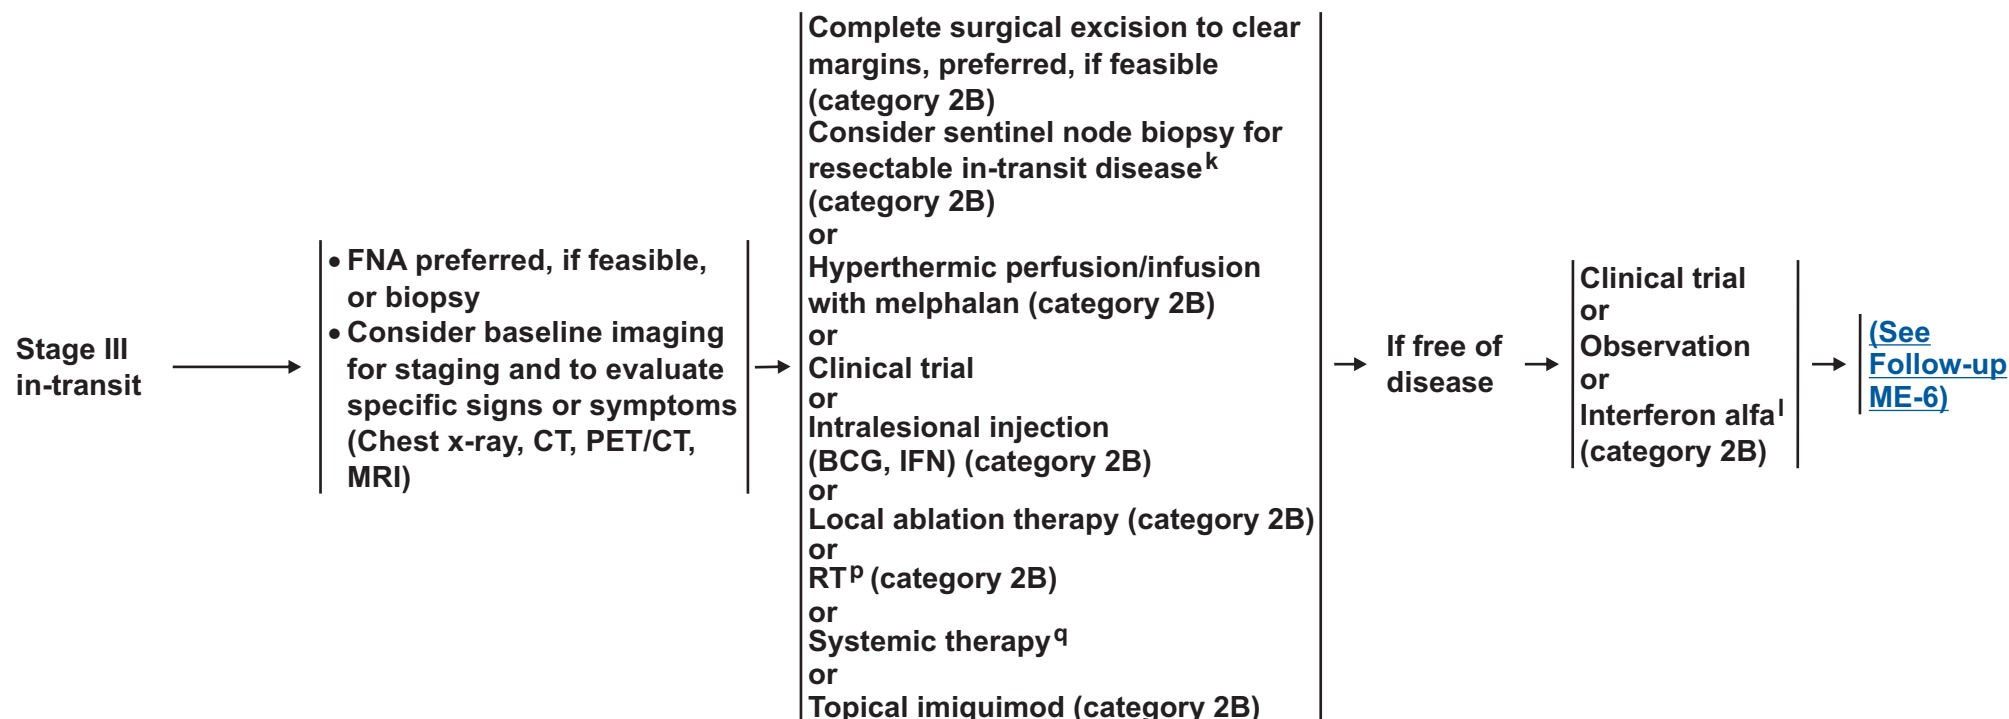 Stage III
in-transit
• FNA preferred, if feasible,
or biopsy
• Consider baseline imaging
for staging and to evaluate
specific signs or symptoms
(Chest x-ray, CT, PET/CT,
MRI)
Complete surgical excision to clear
margins, preferred, if feasible
(category 2B)
Consider sentinel node biopsy for
resectable in-transit disease k
(category 2B)
or
Hyperthermic perfusion/infusion
with melphalan (category 2B)
or
Clinical trial
or
Intralesional injection
(BCG, IFN) (category 2B)
or
Local ablation therapy (category 2B)
or
RT p (category 2B)
or
Systemic therapy q
or
Topical imiquimod (category 2B)
If free of
disease
Clinical trial
or
Observation
or
Interferon alfa l
(category 2B)
(See
Follow-up
ME-6)